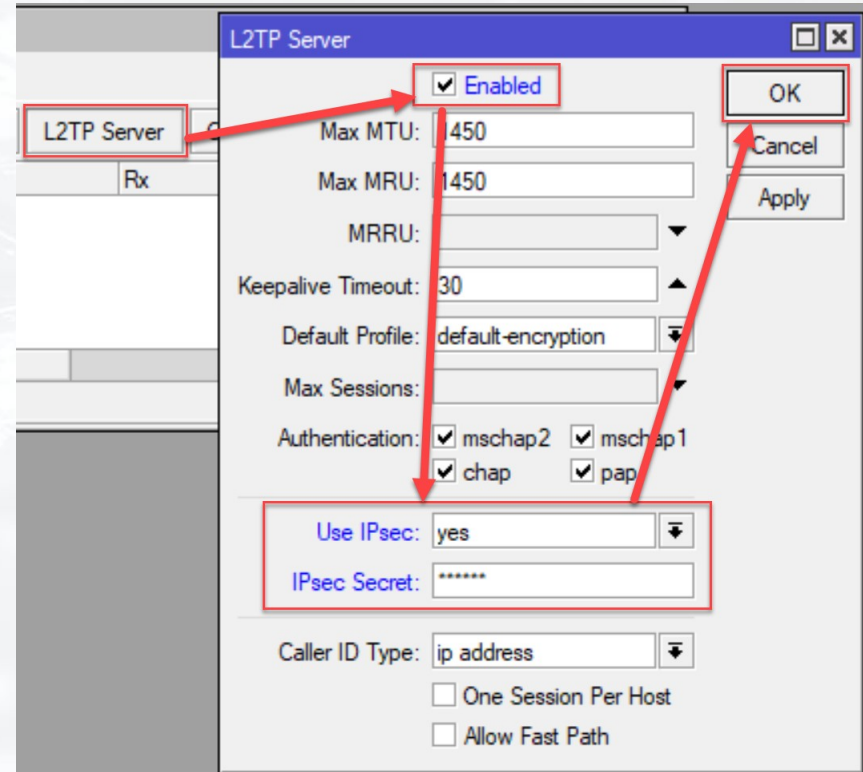 L2TP Server
Enabled
OK
L2TP Server
Max MTU: 1450
Cancel
Rx
Max MRU: 1450
Apply
MRRU:
Keepalive Timeout: 30
Default Profile: default-encryption
Max Sessions:
Authentication: mschap2 mschap1
chap pap
Use IPsec: yes
IPsec Secret: ******
Caller ID Type: ip address
One Session Per Host
Allow Fast Path